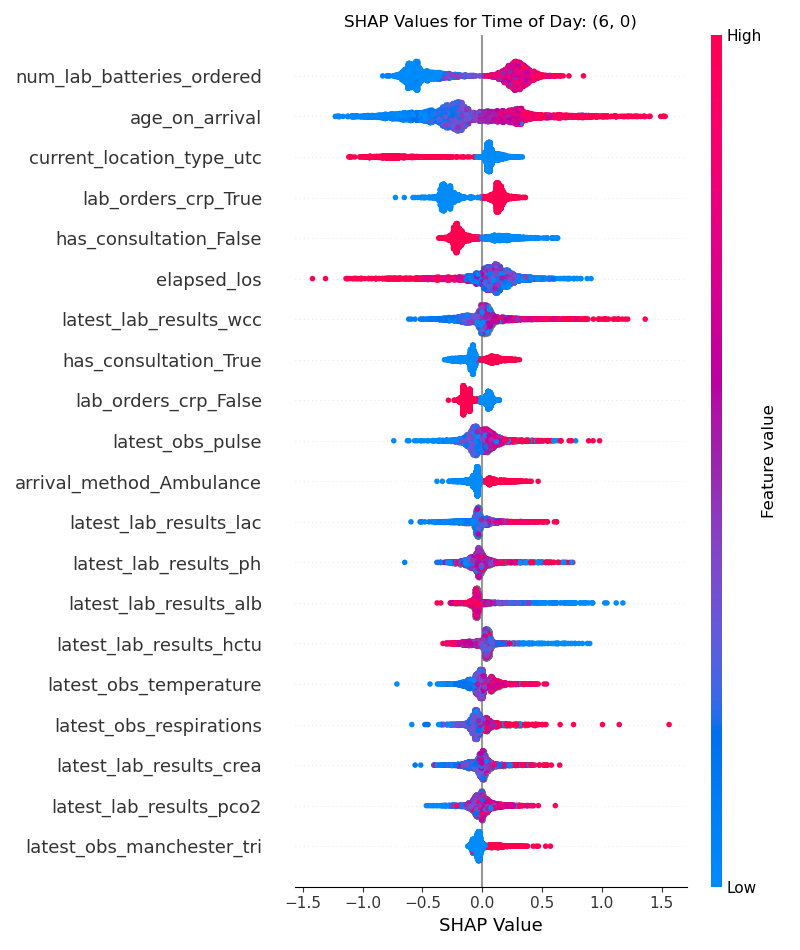 SHAP Values for Time of Day: (6, 0)
High
num_lab_batteries_ordered
age_on_arrival
current_location_type_utc
lab_orders_crp_True
has_consultation_False
elapsed_los
latest_lab_results_wcc
has_consultation_True
lab_orders_crp_False
latest_obs_pulse
arrival_method_Ambulance
latest_lab_results_lac
latest_lab_results_ph
latest_lab_results_alb
latest_lab_results_hctu
latest_obs_temperature
latest_obs_respirations
latest_lab_results_crea
latest_lab_results_pco2
latest_obs_manchester_tri
Feature value
Low
−1.5 −1.0 −0.5 0.0 0.5 1.0 1.5
SHAP Value